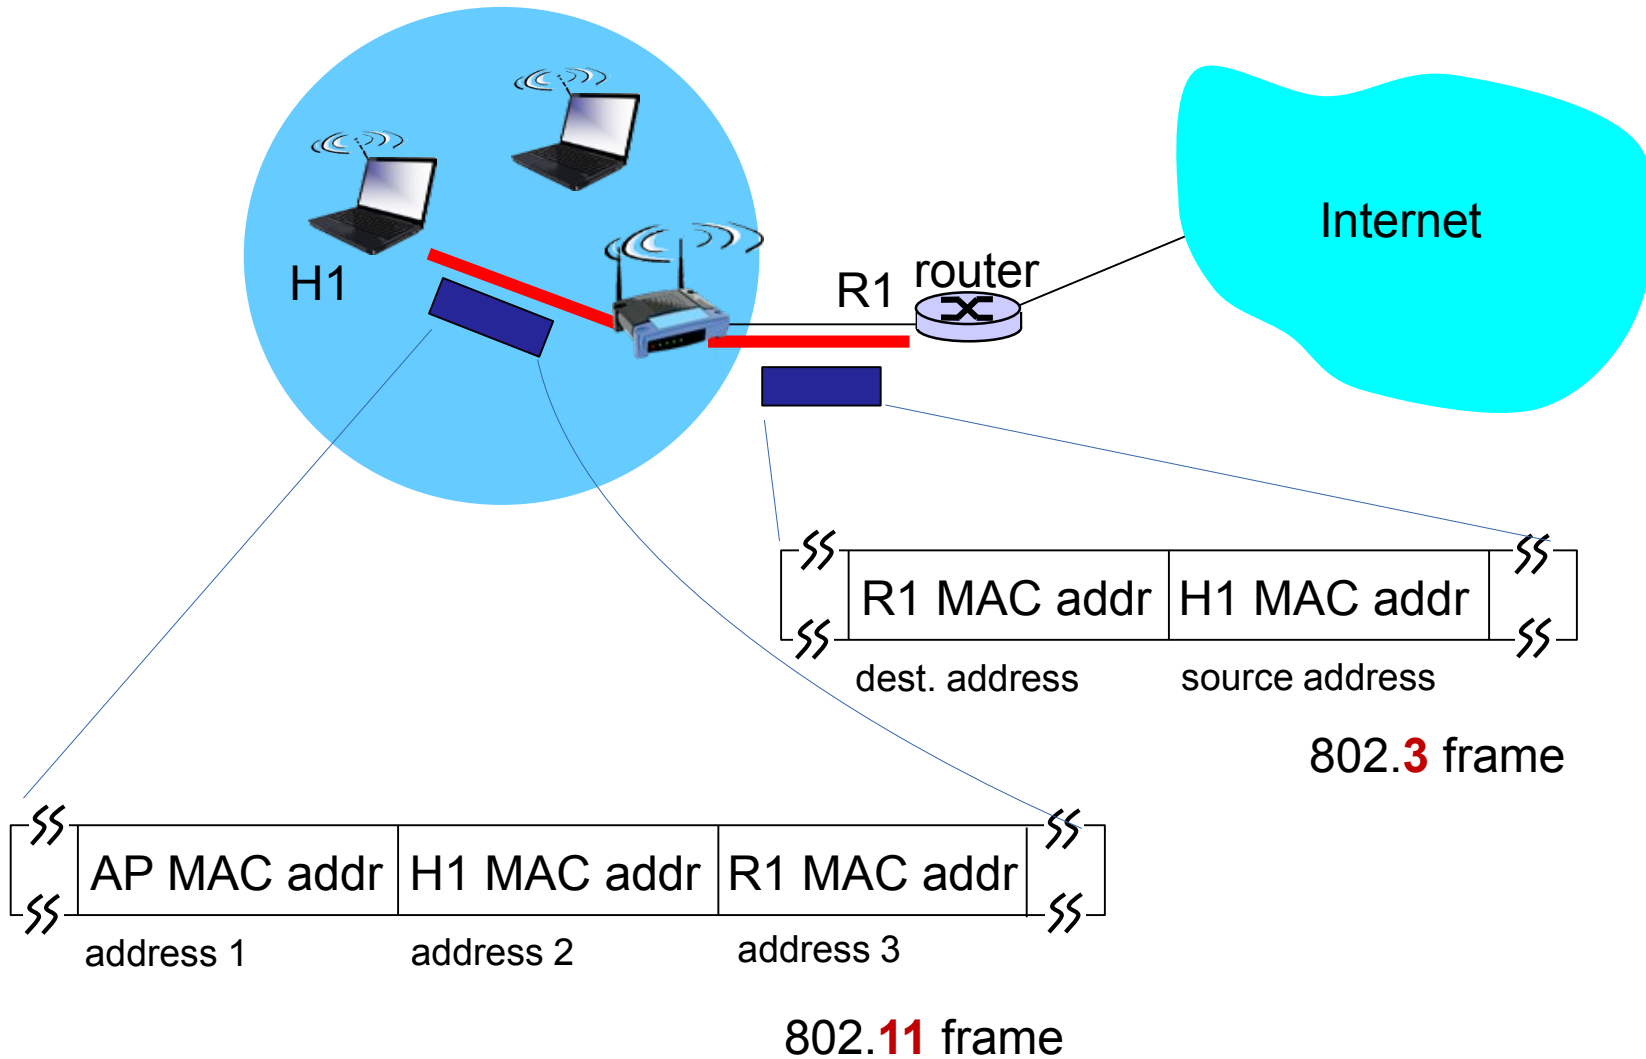 Internet
router
R1
H1
R1 MAC addr H1 MAC addr
dest. address source address
802.3 frame
AP MAC addr H1 MAC addr R1 MAC addr
address 1 address 2 address 3
802.11 frame